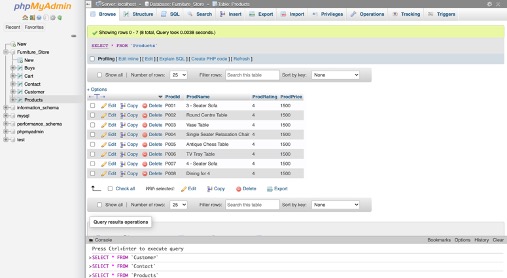 phpMyAdmin
Server: localhost » Database: Furniture_Store » Table: Products
Browse Structure SQL Search Insert Export Import Privileges Operations Tracking Triggers
Recent Favorites
New
Furniture_Store
New
Buys
Cart
Contact
Customer
Products
information_schema
mysql
performance_schema
phpmyadmin
test
Showing rows 0 - 7 (8 total, Query took 0.0038 seconds.)
SELECT * FROM `Products`
Profiling [ Edit inline ] [ Edit ] [ Explain SQL ] [ Create PHP code ] [ Refresh ]
Show all Number of rows: 25 Filter rows: Search this table Sort by key: None
+ Options
ProdId ProdName ProdRating ProdPrice
Edit Copy Delete P001 3 - Seater Sofa 4 1500
Edit Copy Delete P002 Round Centre Table 4 1500
Edit Copy Delete P003 Vase Table 4 1500
Edit Copy Delete P004 Single Seater Relaxation Chair 4 1500
Edit Copy Delete P005 Antique Chess Table 4 1500
Edit Copy Delete P006 TV Tray Table 4 1500
Edit Copy Delete P007 4 - Seater Sofa 4 1500
Edit Copy Delete P008 Dining for 4 4 1500
Check all With selected: Edit Copy Delete Export
Show all Number of rows: 25 Filter rows: Search this table Sort by key: None
Query results operations
Console Bookmarks Options History Clear
Press Ctrl+Enter to execute query
>SELECT * FROM `Customer`
>SELECT * FROM `Contact`
>SELECT * FROM `Products`